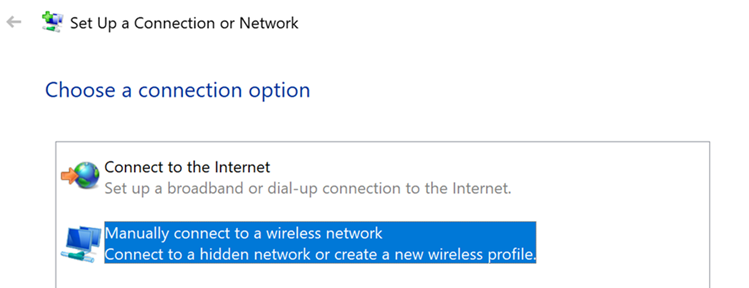 Set Up a Connection or Network
Choose a connection option
Connect to the Internet
Set up a broadband or dial-up connection to the Internet.
Manually connect to a wireless network
Connect to a hidden network or create a new wireless profile.